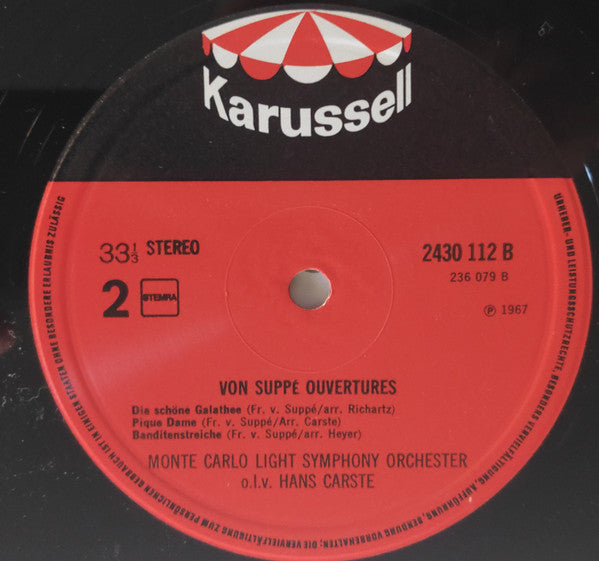 Karussell
33⅓ STEREO
2430 112 B
236 079 B
2
STEMRA
℗ 1967
VON SUPPÉ OUVERTURES
Die schöne Galathee (Fr. v. Suppé/arr. Richartz)
Pique Dame (Fr. v. Suppé/Arr. Carste)
Banditenstreiche (Fr. v. Suppé/arr. Heyer)
MONTE CARLO LIGHT SYMPHONY ORCHESTER
o.l.v. HANS CARSTE
URHEBER- UND LEISTUNGSSCHUTZRECHTE, BESONDERS VERVIELFÄLTIGUNG, AUFFÜHRUNG, SENDUNG VORBEHALTEN; DIE VERVIELFÄLTIGUNG ZUM PERSÖNLICHEN GEBRAUCH IST IN EINIGEN STAATEN OHNE BESONDERE ERLAUBNIS ZULÄSSIG